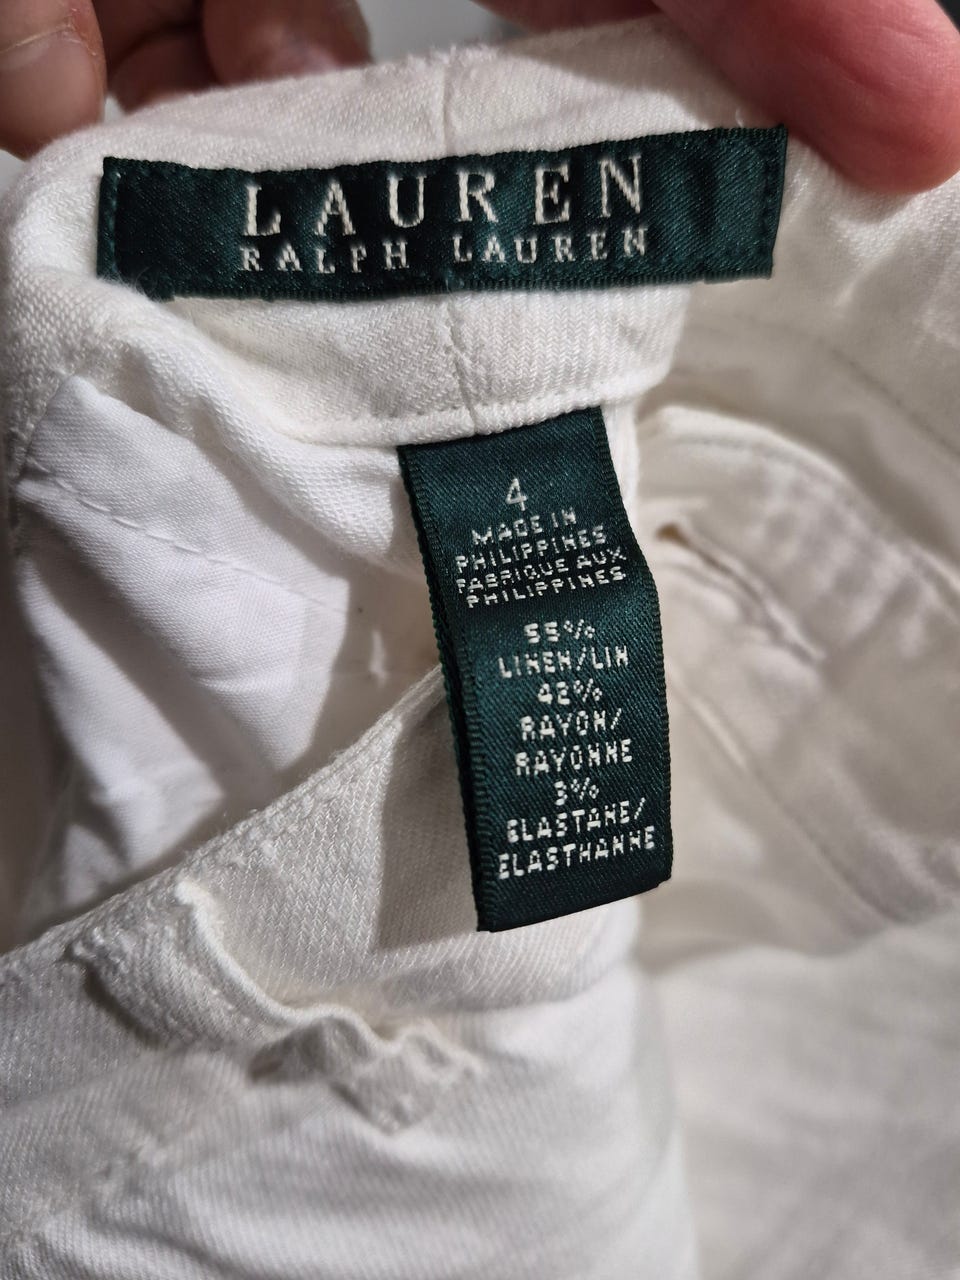 LAUREN
RALPH LAUREN
4
MADE IN
PHILIPPINES
FABRIQUE AUX
PHILIPPINES
55%
LINEN/LIN
42%
RAYON/
RAYONNE
3%
ELASTANE/
ELASTHANNE